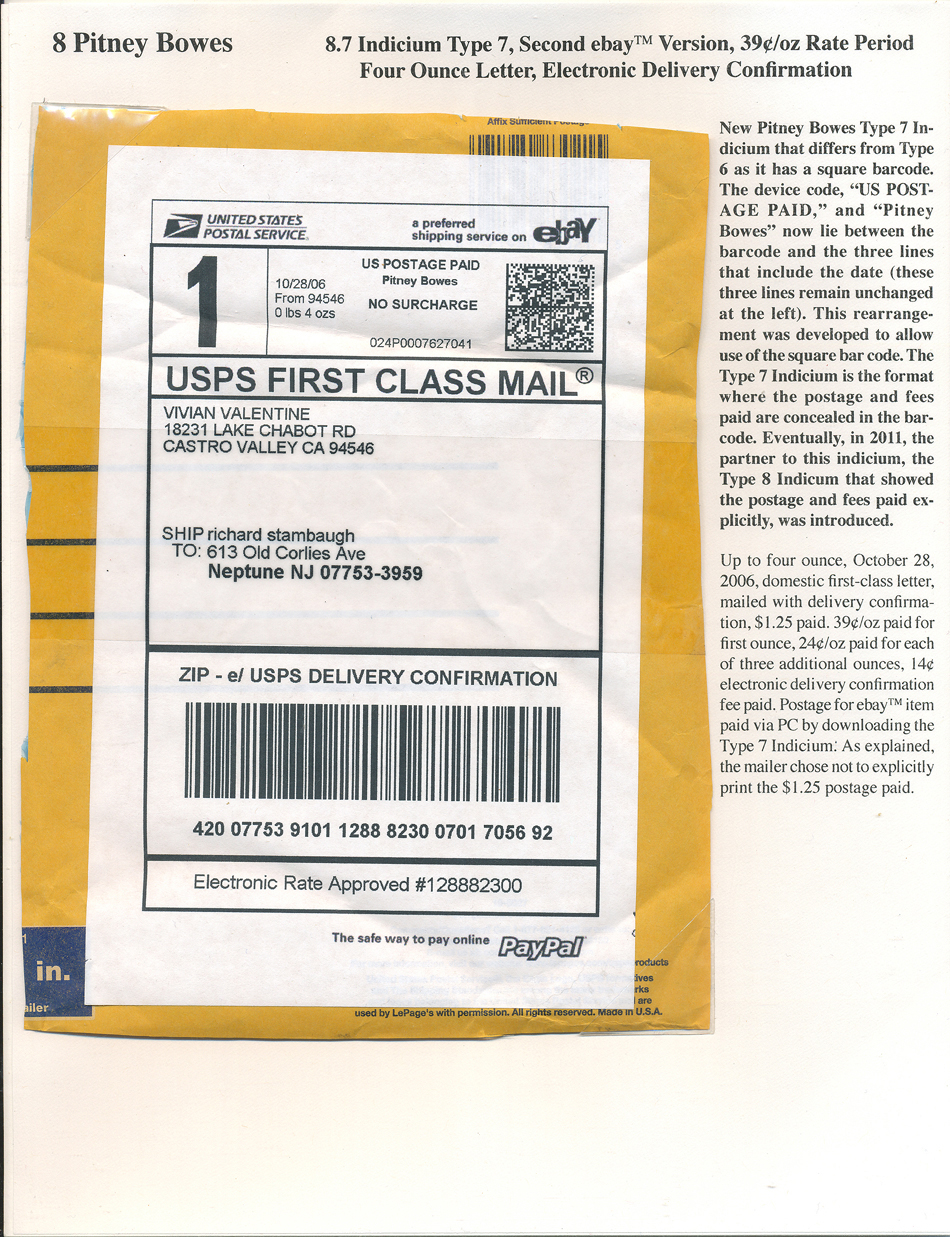 8 Pitney Bowes
8.7 Indicium Type 7, Second ebay™ Version, 39¢/oz Rate Period
Four Ounce Letter, Electronic Delivery Confirmation
Affix Sufficient Postage
UNITED STATES
POSTAL SERVICE®
a preferred
shipping service on ebaY
1
10/28/06
From 94546
0 lbs 4 ozs
US POSTAGE PAID
Pitney Bowes
NO SURCHARGE
024P0007627041
USPS FIRST CLASS MAIL®
VIVIAN VALENTINE
18231 LAKE CHABOT RD
CASTRO VALLEY CA 94546
SHIP richard stambaugh
TO: 613 Old Corlies Ave
Neptune NJ 07753-3959
ZIP - e/ USPS DELIVERY CONFIRMATION
420 07753 9101 1288 8230 0701 7056 92
Electronic Rate Approved #128882300
The safe way to pay online PayPal
in.
ailer
roducts
ives
rks
are
used by LePage's with permission. All rights reserved. Made in U.S.A.
New Pitney Bowes Type 7 In-
dicium that differs from Type
6 as it has a square barcode.
The device code, “US POST-
AGE PAID,” and “Pitney
Bowes” now lie between the
barcode and the three lines
that include the date (these
three lines remain unchanged
at the left). This rearrange-
ment was developed to allow
use of the square bar code. The
Type 7 Indicium is the format
where the postage and fees
paid are concealed in the bar-
code. Eventually, in 2011, the
partner to this indicium, the
Type 8 Indicum that showed
the postage and fees paid ex-
plicitly, was introduced.
Up to four ounce, October 28,
2006, domestic first-class letter,
mailed with delivery confirma-
tion, $1.25 paid. 39¢/oz paid for
first ounce, 24¢/oz paid for each
of three additional ounces, 14¢
electronic delivery confirmation
fee paid. Postage for ebay™ item
paid via PC by downloading the
Type 7 Indicium. As explained,
the mailer chose not to explicitly
print the $1.25 postage paid.